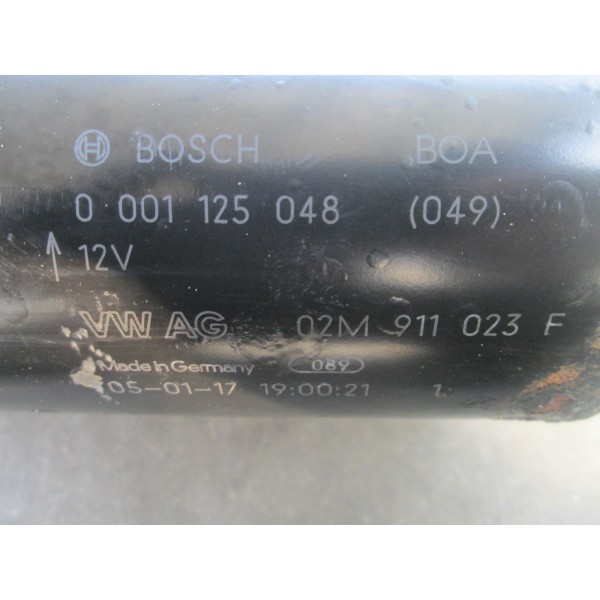 BOSCH BOA
0 001 125 048 (049)
12V
VW AG 02M 911 023 F
Made in Germany 089
05-01-17 19:00:21 1